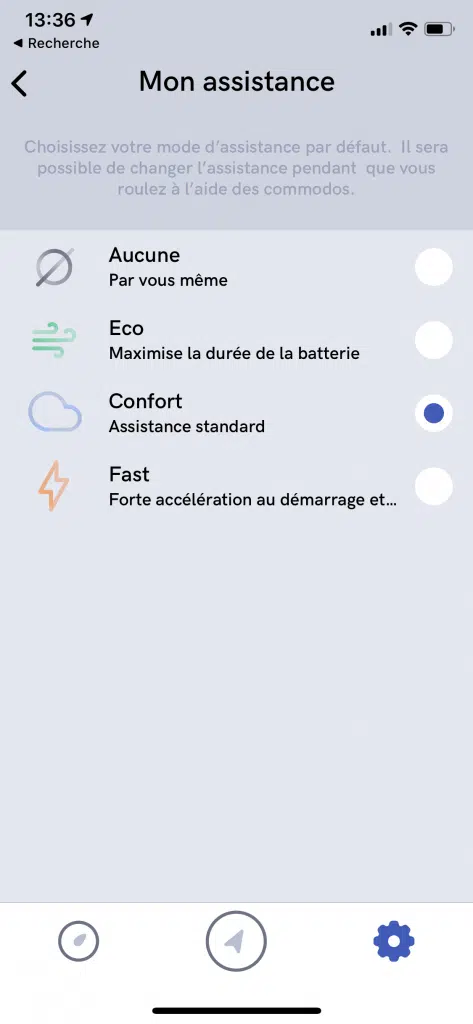 13:36
◀ Recherche
Mon assistance
Choisissez votre mode d'assistance par défaut. Il sera
possible de changer l'assistance pendant que vous
roulez à l'aide des commodos.
Aucune
Par vous même
Eco
Maximise la durée de la batterie
Confort
Assistance standard
Fast
Forte accélération au démarrage et...